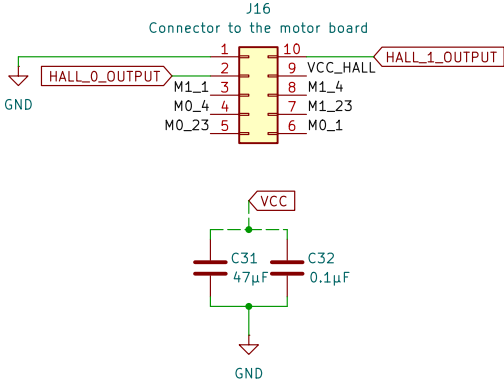 J16
Connector to the motor board
1 10 HALL_1_OUTPUT
HALL_0_OUTPUT 2 9 VCC_HALL
M1_1 3 8 M1_4
GND
M0_4 4 7 M1_23
M0_23 5 6 M0_1
VCC
C31 C32
47µF 0.1µF
GND